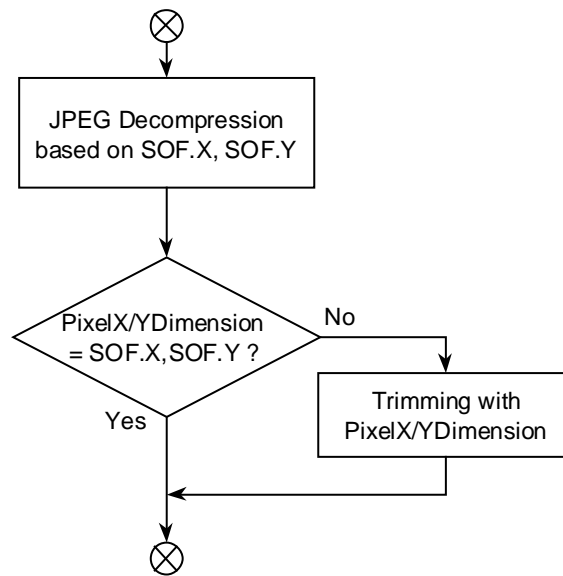 JPEG Decompression
based on SOF.X, SOF.Y
PixelX/YDimension
= SOF.X,SOF.Y ?
No
Yes
Trimming with
PixelX/YDimension